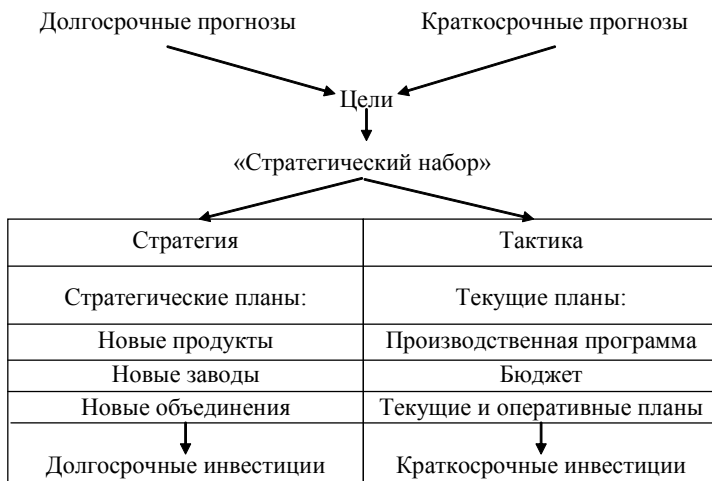 Долгосрочные прогнозы Краткосрочные прогнозы
Цели
«Стратегический набор»
Стратегия Тактика
Стратегические планы: Текущие планы:
Новые продукты Производственная программа
Новые заводы Бюджет
Новые объединения Текущие и оперативные планы
Долгосрочные инвестиции Краткосрочные инвестиции